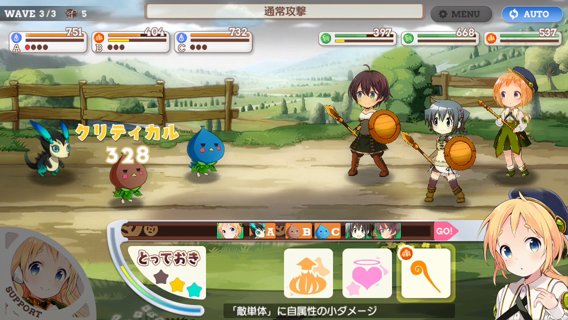 WAVE 3/3 5
通常攻撃
MENU
AUTO
751
404
732
397
668
537
A
B
C
クリティカル
328
A B C
GO!
とっておき
SUPPORT
「敵単体」に自属性の小ダメージ